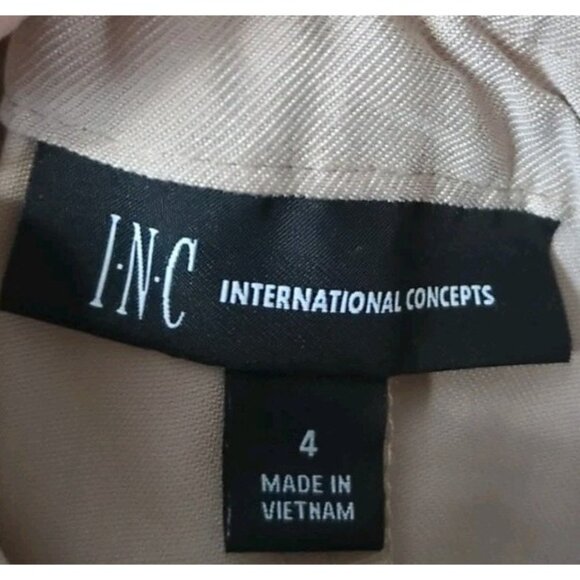 I·N·C INTERNATIONAL CONCEPTS
4
MADE IN
VIETNAM